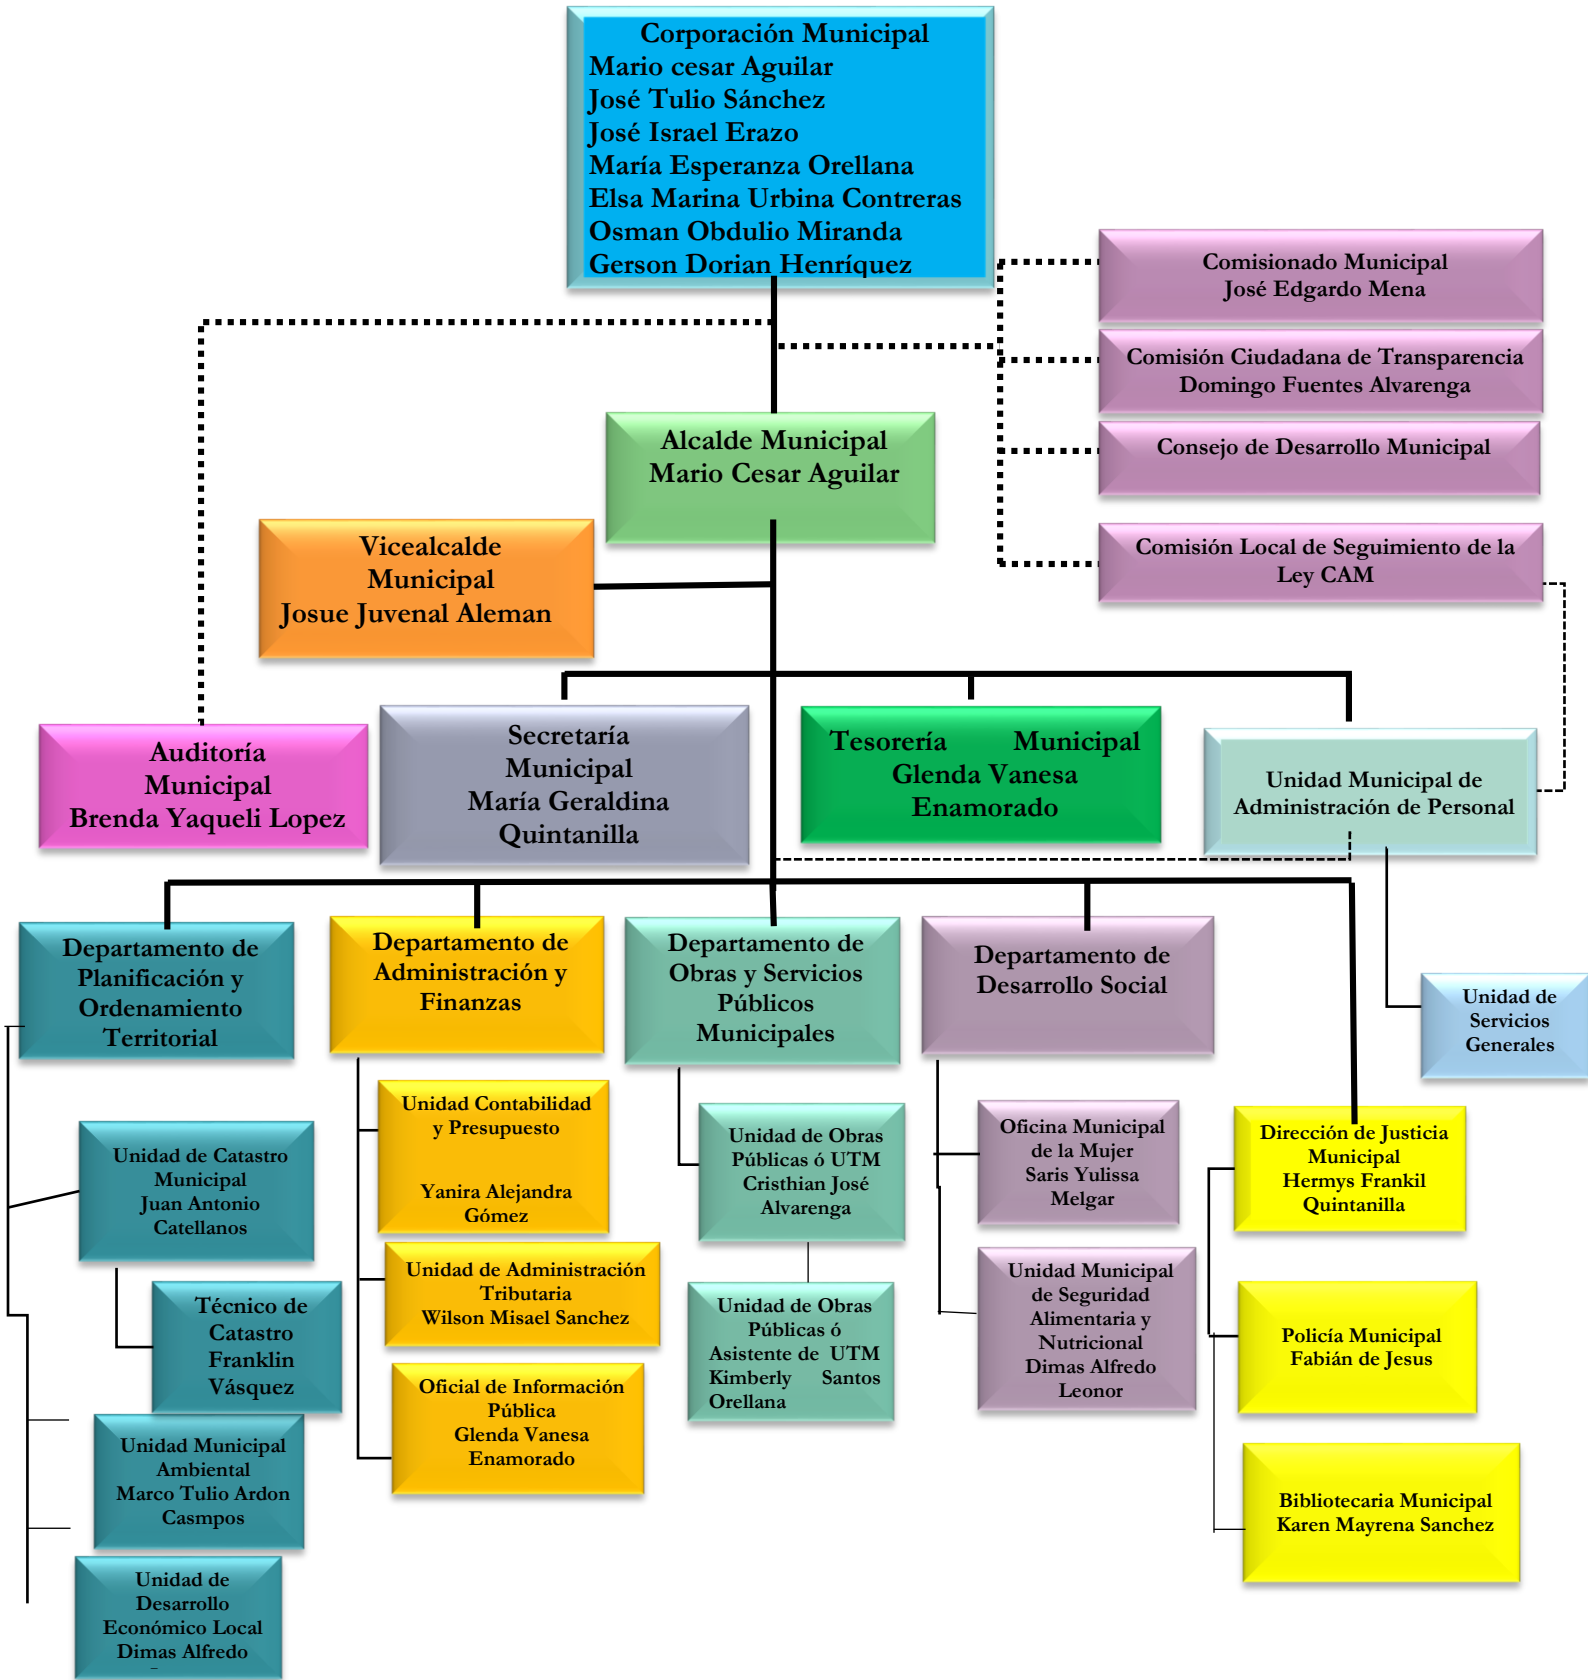 Corporación Municipal
Mario cesar Aguilar
José Tulio Sánchez
José Israel Erazo
María Esperanza Orellana
Elsa Marina Urbina Contreras
Osman Obdulio Miranda
Gerson Dorian Henríquez
Comisionado Municipal
José Edgardo Mena
Comisión Ciudadana de Transparencia
Domingo Fuentes Alvarenga
Consejo de Desarrollo Municipal
Comisión Local de Seguimiento de la
Ley CAM
Alcalde Municipal
Mario Cesar Aguilar
Vicealcalde
Municipal
Josue Juvenal Aleman
Auditoría
Municipal
Brenda Yaqueli Lopez
Secretaría
Municipal
María Geraldina
Quintanilla
Tesorería Municipal
Glenda Vanesa
Enamorado
Unidad Municipal de
Administración de Personal
Departamento de
Planificación y
Ordenamiento
Territorial
Departamento de
Administración y
Finanzas
Departamento de
Obras y Servicios
Públicos
Municipales
Departamento de
Desarrollo Social
Unidad de
Servicios
Generales
Unidad de Catastro
Municipal
Juan Antonio
Catellanos
Técnico de
Catastro
Franklin
Vásquez
Unidad Municipal
Ambiental
Marco Tulio Ardon
Casmpos
Unidad de
Desarrollo
Económico Local
Dimas Alfredo
Unidad Contabilidad
y Presupuesto
Yanira Alejandra
Gómez
Unidad de Administración
Tributaria
Wilson Misael Sanchez
Oficial de Información
Pública
Glenda Vanesa
Enamorado
Unidad de Obras
Públicas ó UTM
Cristhian José
Alvarenga
Unidad de Obras
Públicas ó
Asistente de UTM
Kimberly Santos
Orellana
Oficina Municipal
de la Mujer
Saris Yulissa
Melgar
Unidad Municipal
de Seguridad
Alimentaria y
Nutricional
Dimas Alfredo
Leonor
Dirección de Justicia
Municipal
Hermys Frankil
Quintanilla
Policía Municipal
Fabián de Jesus
Bibliotecaria Municipal
Karen Mayrena Sanchez